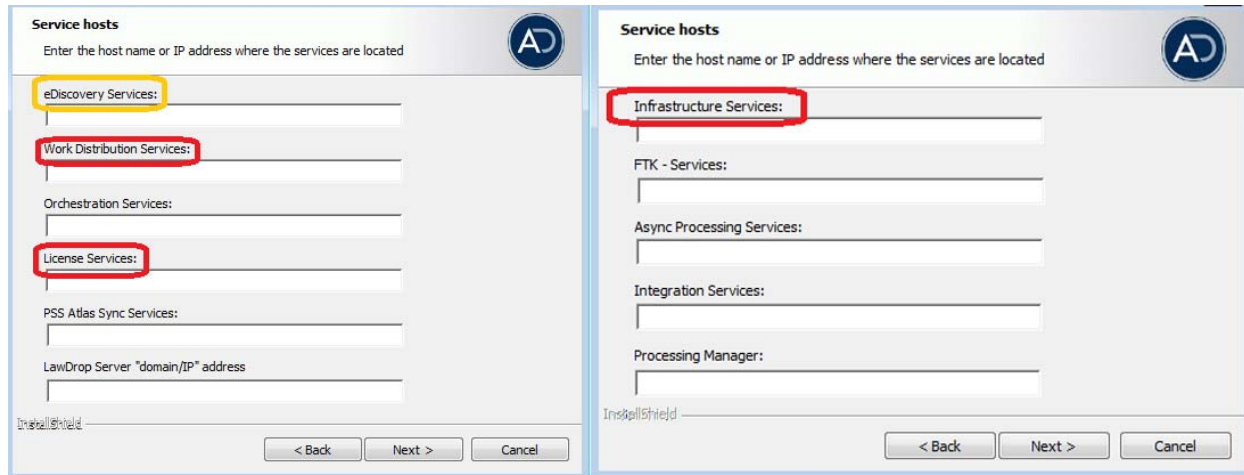 Service hosts
Enter the host name or IP address where the services are located
AD
eDiscovery Services:
Work Distribution Services:
Orchestration Services:
License Services:
PSS Atlas Sync Services:
LawDrop Server "domain/IP" address
InstallShield
< Back
Next >
Cancel
Service hosts
Enter the host name or IP address where the services are located
AD
Infrastructure Services:
FTK - Services:
Async Processing Services:
Integration Services:
Processing Manager:
InstallShield
< Back
Next >
Cancel